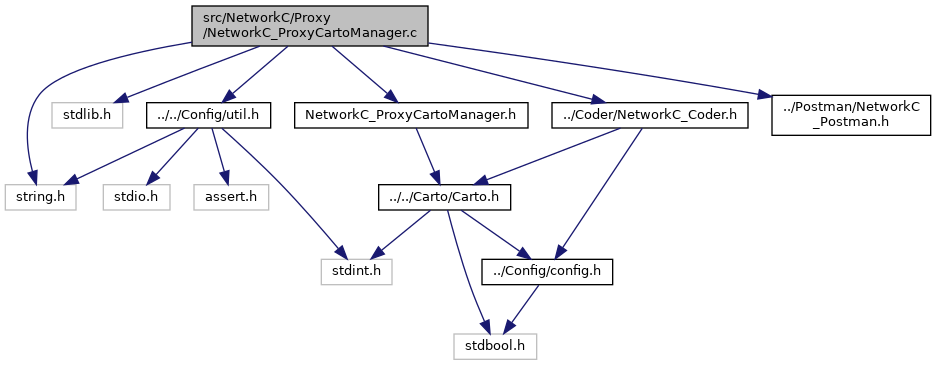 src/NetworkC/Proxy
/NetworkC_ProxyCartoManager.c
stdlib.h
../../Config/util.h
NetworkC_ProxyCartoManager.h
../Coder/NetworkC_Coder.h
../Postman/NetworkC
_Postman.h
string.h
stdio.h
assert.h
../../Carto/Carto.h
stdint.h
../Config/config.h
stdbool.h